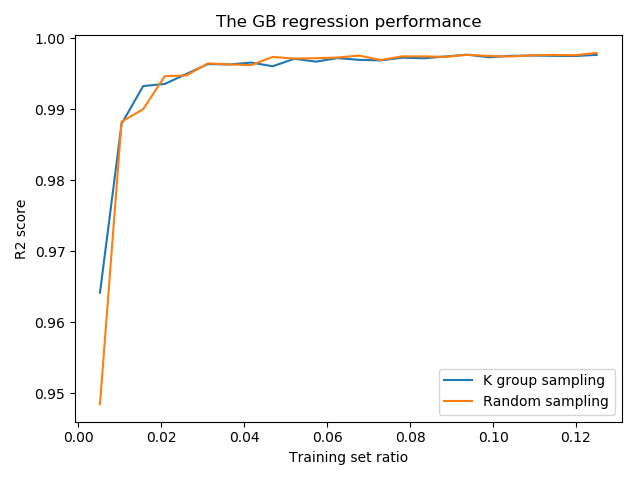 The GB regression performance
1.00
0.99
0.98
0.97
0.96
0.95
R2 score
K group sampling
Random sampling
0.00 0.02 0.04 0.06 0.08 0.10 0.12
Training set ratio